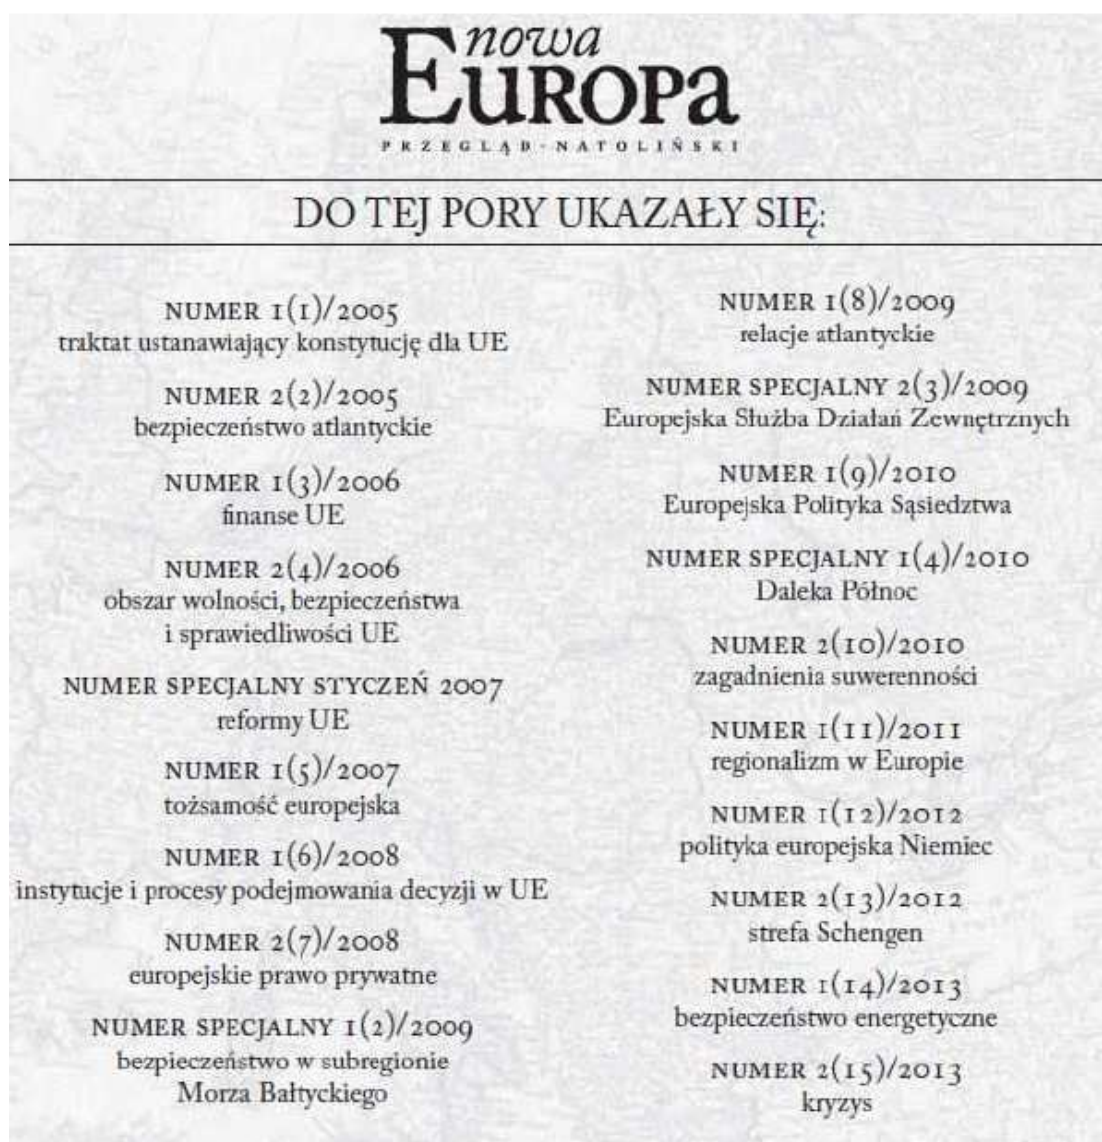 nowa
Europa
PRZEGLĄD-NATOLIŃSKI
DO TEJ PORY UKAZAŁY SIĘ:
NUMER 1(1)/2005
traktat ustanawiający konstytucję dla UE
NUMER 2(2)/2005
bezpieczeństwo atlantyckie
NUMER 1(3)/2006
finanse UE
NUMER 2(4)/2006
obszar wolności, bezpieczeństwa
i sprawiedliwości UE
NUMER SPECJALNY STYCZEŃ 2007
reformy UE
NUMER 1(5)/2007
tożsamość europejska
NUMER 1(6)/2008
instytucje i procesy podejmowania decyzji w UE
NUMER 2(7)/2008
europejskie prawo prywatne
NUMER SPECJALNY 1(2)/2009
bezpieczeństwo w subregionie
Morza Bałtyckiego
NUMER 1(8)/2009
relacje atlantyckie
NUMER SPECJALNY 2(3)/2009
Europejska Służba Działań Zewnętrznych
NUMER 1(9)/2010
Europejska Polityka Sąsiedztwa
NUMER SPECJALNY 1(4)/2010
Daleka Północ
NUMER 2(10)/2010
zagadnienia suwerenności
NUMER 1(11)/2011
regionalizm w Europie
NUMER 1(12)/2012
polityka europejska Niemiec
NUMER 2(13)/2012
strefa Schengen
NUMER 1(14)/2013
bezpieczeństwo energetyczne
NUMER 2(15)/2013
kryzys